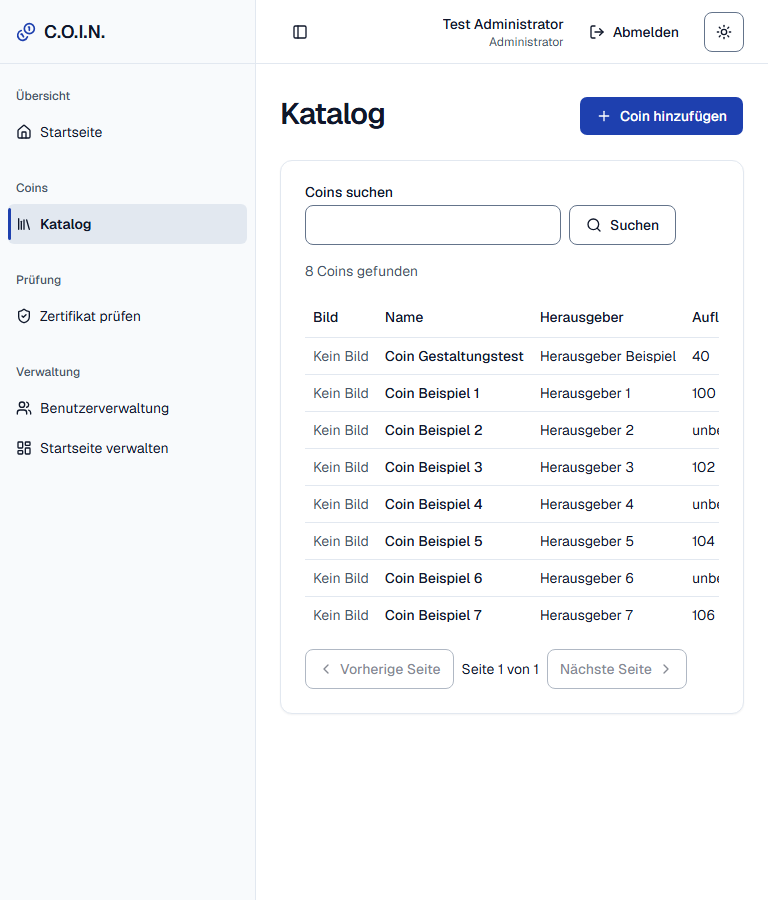 C.O.I.N.
Test Administrator
Administrator
Abmelden
Übersicht
Startseite
Coins
Katalog
Prüfung
Zertifikat prüfen
Verwaltung
Benutzerverwaltung
Startseite verwalten
Katalog
Coin hinzufügen
Coins suchen
Suchen
8 Coins gefunden
Bild Name Herausgeber Aufl
Kein Bild Coin Gestaltungstest Herausgeber Beispiel 40
Kein Bild Coin Beispiel 1 Herausgeber 1 100
Kein Bild Coin Beispiel 2 Herausgeber 2 unbe
Kein Bild Coin Beispiel 3 Herausgeber 3 102
Kein Bild Coin Beispiel 4 Herausgeber 4 unbe
Kein Bild Coin Beispiel 5 Herausgeber 5 104
Kein Bild Coin Beispiel 6 Herausgeber 6 unbe
Kein Bild Coin Beispiel 7 Herausgeber 7 106
Vorherige Seite Seite 1 von 1 Nächste Seite